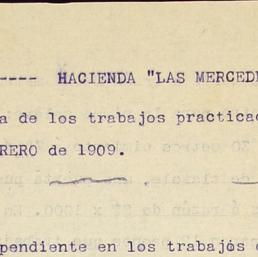 ---- HACIENDA "LAS MERCED
a de los trabajos practica
RERO de 1909.
pendiente en los trabajos